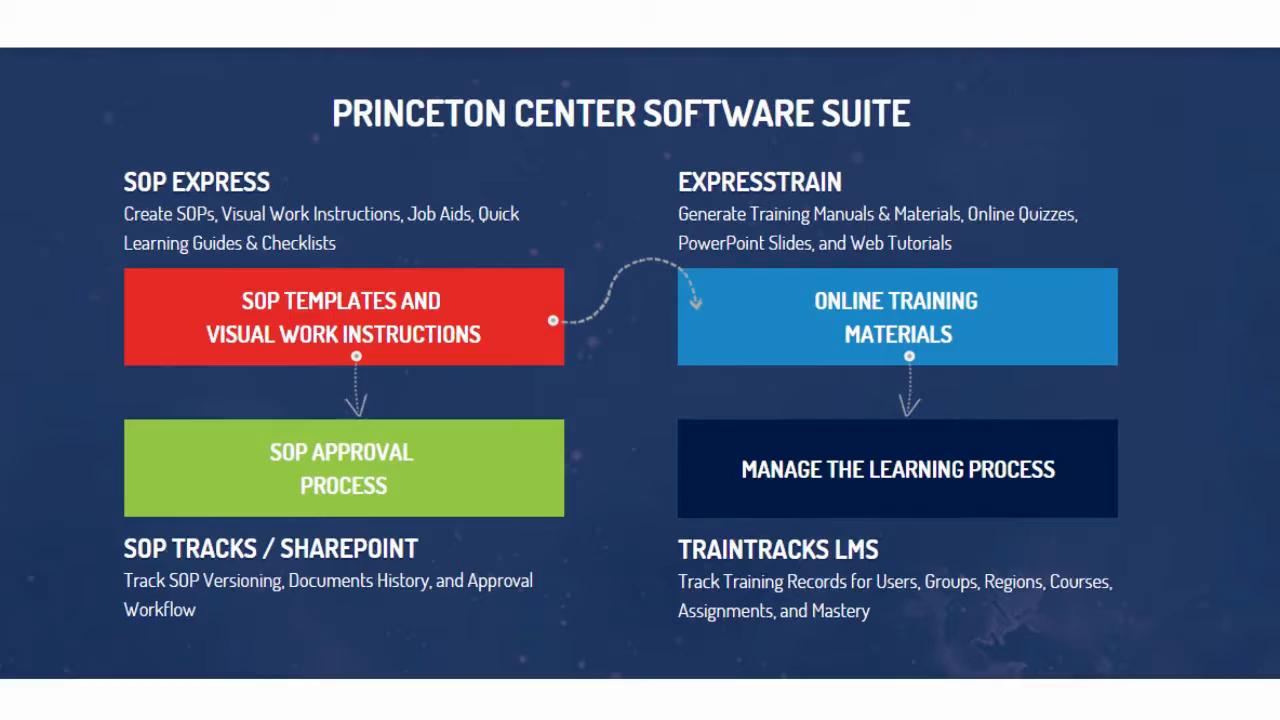 PRINCETON CENTER SOFTWARE SUITE
SOP EXPRESS
Create SOPs, Visual Work Instructions, Job Aids, Quick
Learning Guides & Checklists
SOP TEMPLATES AND
VISUAL WORK INSTRUCTIONS
SOP APPROVAL
PROCESS
SOP TRACKS / SHAREPOINT
Track SOP Versioning, Documents History, and Approval
Workflow
EXPRESSTRAIN
Generate Training Manuals & Materials, Online Quizzes,
PowerPoint Slides, and Web Tutorials
ONLINE TRAINING
MATERIALS
MANAGE THE LEARNING PROCESS
TRAINTRACKS LMS
Track Training Records for Users, Groups, Regions, Courses,
Assignments, and Mastery